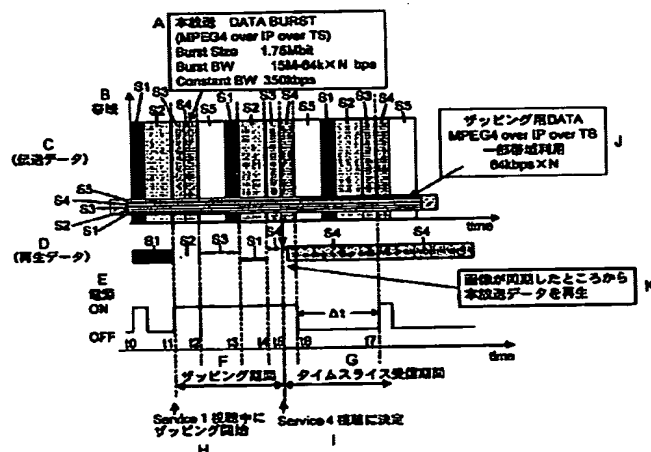 A
本放送 DATA BURST
(MPEG4 over IP over TS)
Burst Size 1.75Mbit
Burst BW 15M-64k×N bps
Constant BW 350kbps
B
帯域
S1 S3 S2 S4 S5 S1 S2 S3 S4 S5 S1 S2 S3 S4 S5
C
(伝送データ)
ザッピング用DATA
MPEG4 over IP over TS
一部帯域利用
64kbps×N
J
S5
S4
S3
S2
S1
time
D
(再生データ)
S1 S2 S3 S1 S4 S4 S4
画像が同期したところから
本放送データを再生
K
E
電源
ON
OFF
Δt
t0 t1 t2 t3 t4 t5 t6 t7
time
F
ザッピング期間
G
タイムスライス受信期間
Service 1 視聴中に
ザッピング開始
H
Service 4 視聴に決定
I